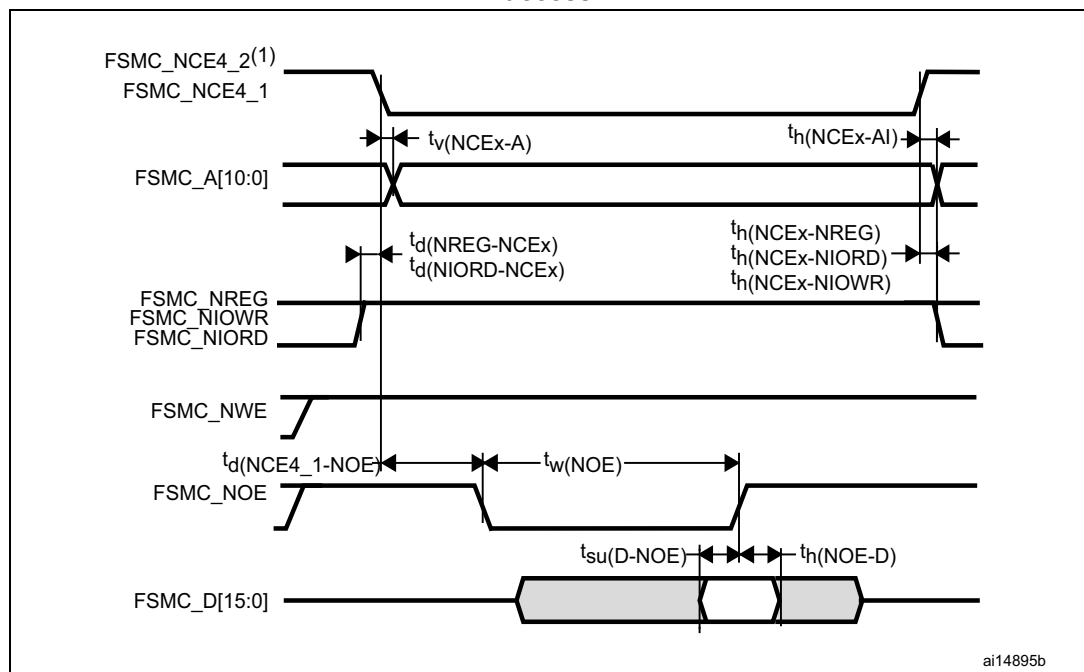 FSMC_NCE4_2(1)
FSMC_NCE4_1
tv(NCEx-A)
th(NCEx-AI)
FSMC_A[10:0]
td(NREG-NCEx)
td(NIORD-NCEx)
th(NCEx-NREG)
th(NCEx-NIORD)
th(NCEx-NIOWR)
FSMC_NREG
FSMC_NIOWR
FSMC_NIORD
FSMC_NWE
td(NCE4_1-NOE)
tw(NOE)
FSMC_NOE
tsu(D-NOE)
th(NOE-D)
FSMC_D[15:0]
ai14895b